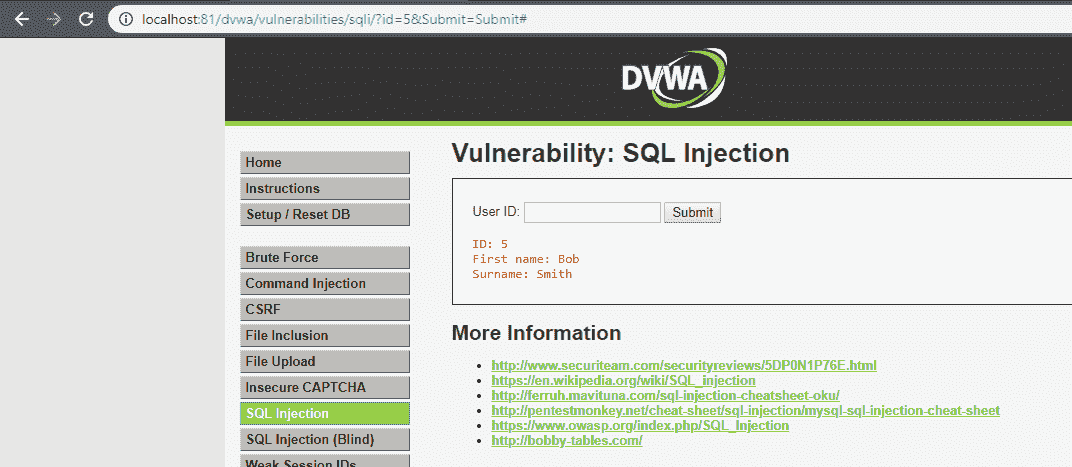 localhost:81/dvwa/vulnerabilities/sqli/?id=5&Submit=Submit#
DVWA
Home
Instructions
Setup / Reset DB
Brute Force
Command Injection
CSRF
File Inclusion
File Upload
Insecure CAPTCHA
SQL Injection
SQL Injection (Blind)
Weak Session IDs
Vulnerability: SQL Injection
User ID: Submit
ID: 5
First name: Bob
Surname: Smith
More Information
http://www.securiteam.com/securityreviews/5DP0N1P76E.html
https://en.wikipedia.org/wiki/SQL_injection
http://ferruh.mavituna.com/sql-injection-cheatsheet-oku/
http://pentestmonkey.net/cheat-sheet/sql-injection/mysql-sql-injection-cheat-sheet
https://www.owasp.org/index.php/SQL_Injection
http://bobby-tables.com/